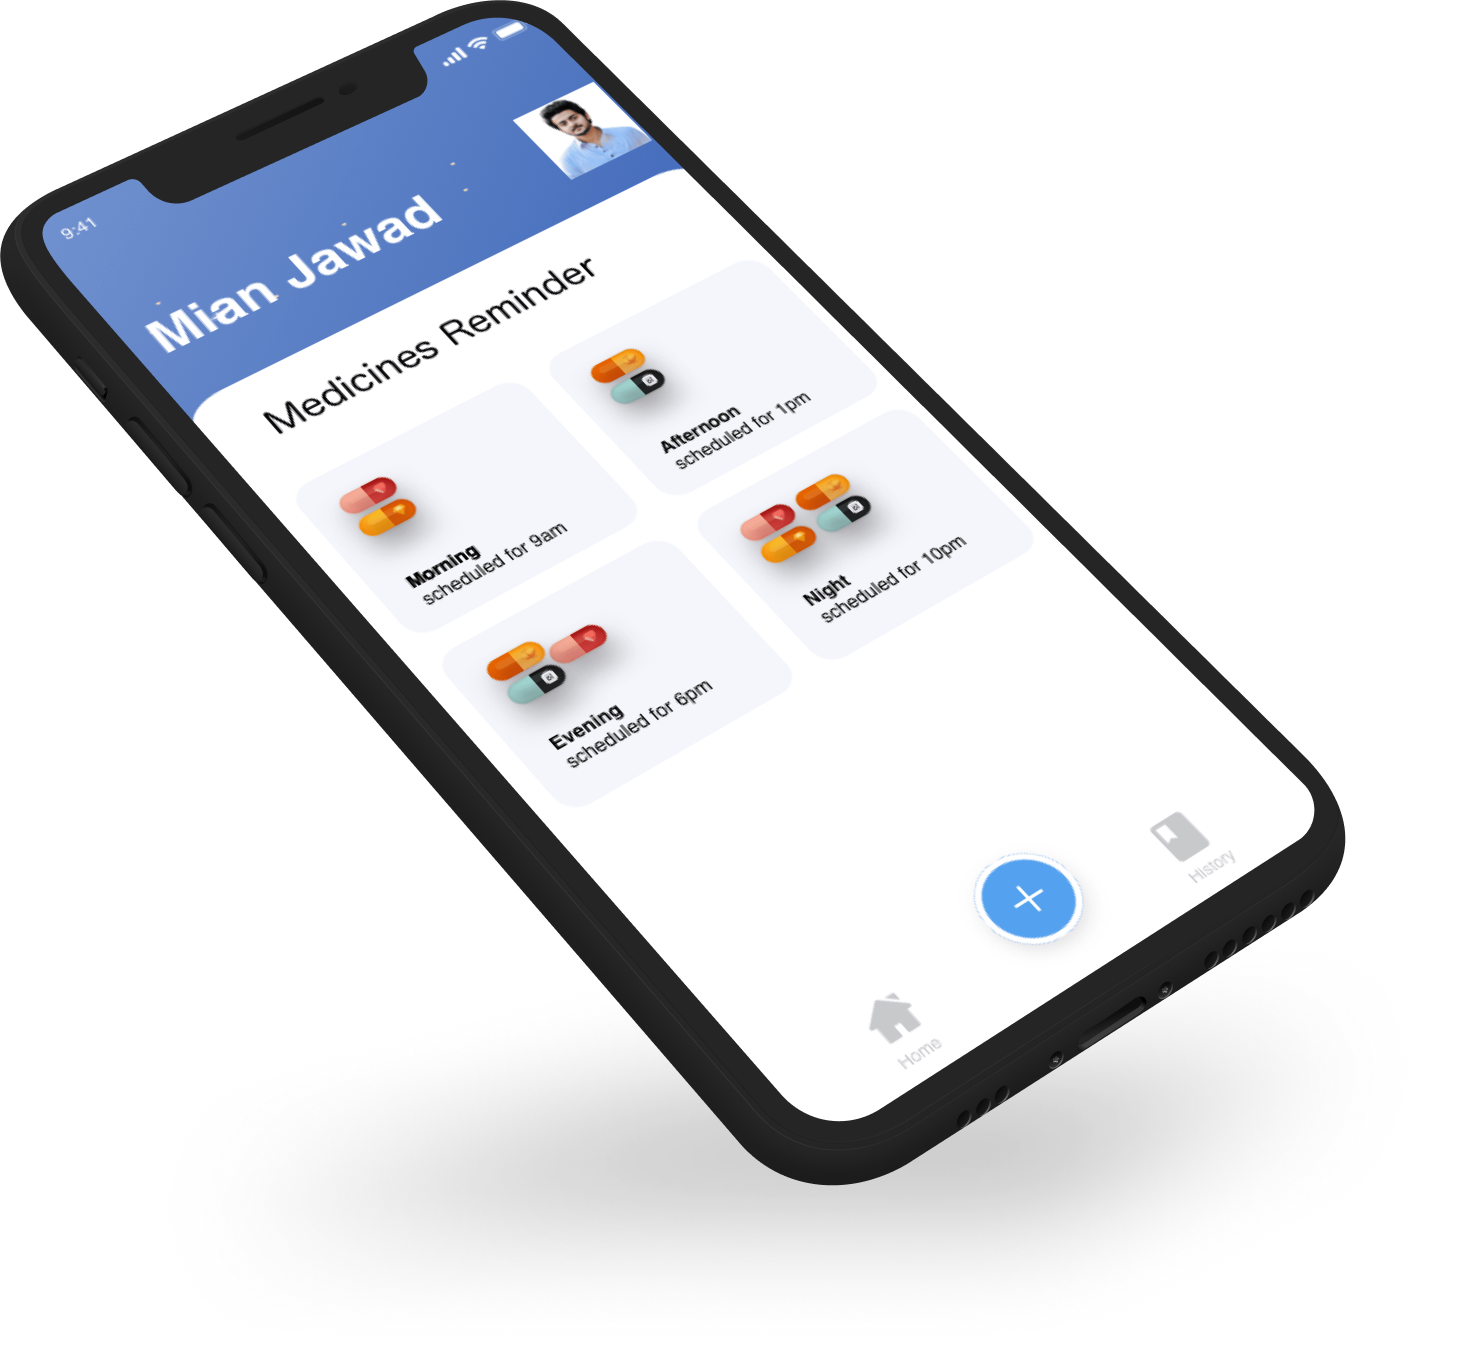 9:41
Mian Jawad
Medicines Reminder
Morning
scheduled for 9am
Afternoon
scheduled for 1pm
Evening
scheduled for 6pm
Night
scheduled for 10pm
Home
History